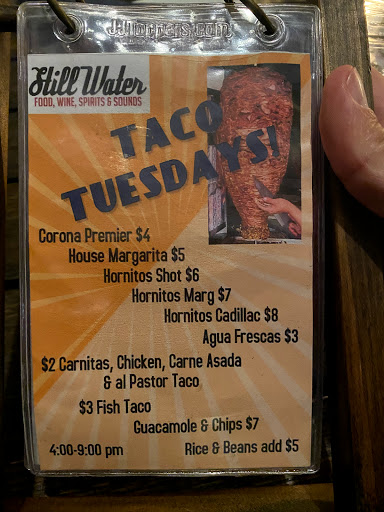 JJMeners.com
Still Water
FOOD, WINE, SPIRITS & SOUNDS
TACO
TUESDAYS!
Corona Premier $4
House Margarita $5
Hornitos Shot $6
Hornitos Marg $7
Hornitos Cadillac $8
Agua Frescas $3
$2 Carnitas, Chicken, Carne Asada
& al Pastor Taco
$3 Fish Taco
Guacamole & Chips $7
4:00-9:00 pm Rice & Beans add $5